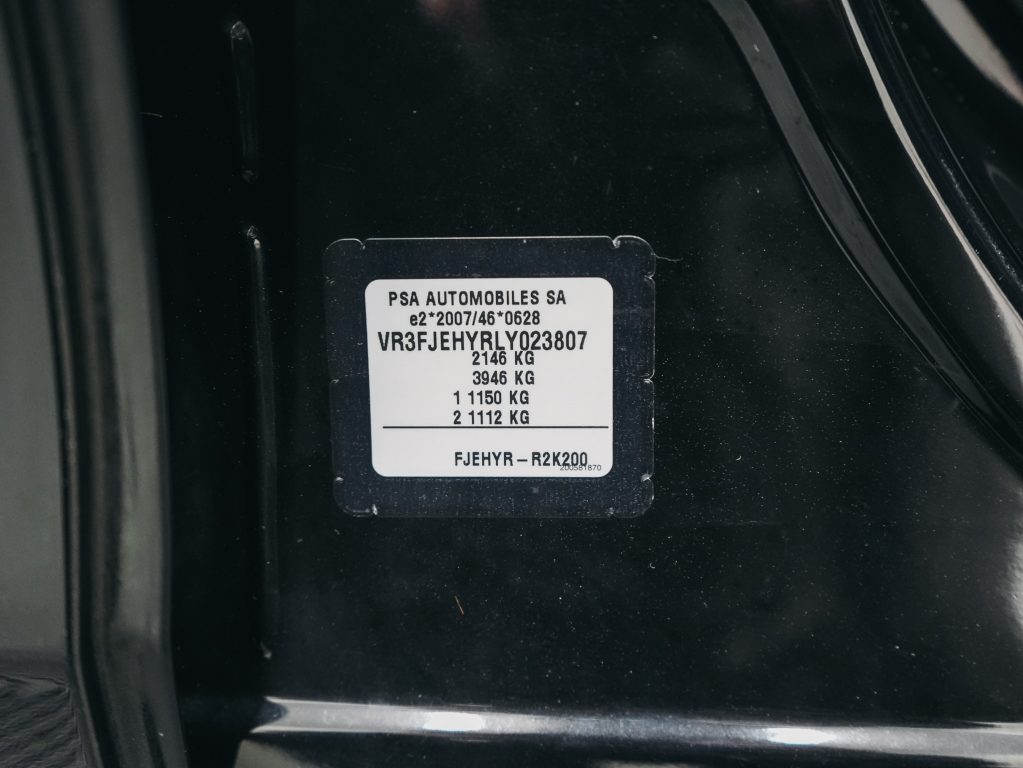 PSA AUTOMOBILES SA
e2*2007/46*0628
VR3FJEHYRLY023807
2146 KG
3946 KG
1 1150 KG
2 1112 KG
FJEHYR-R2K200
200581870